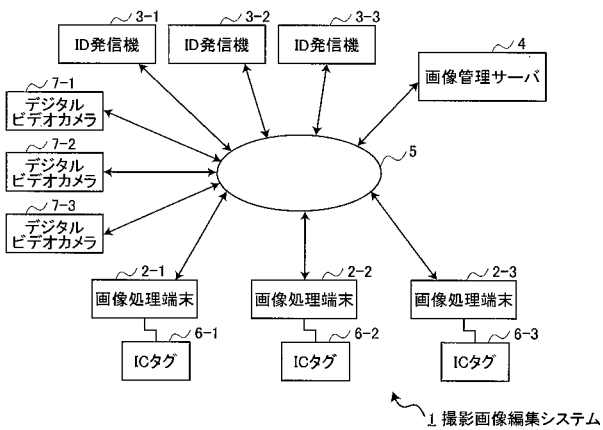 3-1
ID発信機
3-2
ID発信機
3-3
ID発信機
4
画像管理サーバ
7-1
デジタル
ビデオカメラ
7-2
デジタル
ビデオカメラ
7-3
デジタル
ビデオカメラ
5
2-1
画像処理端末
2-2
画像処理端末
2-3
画像処理端末
6-1
ICタグ
6-2
ICタグ
6-3
ICタグ
1 撮影画像編集システム